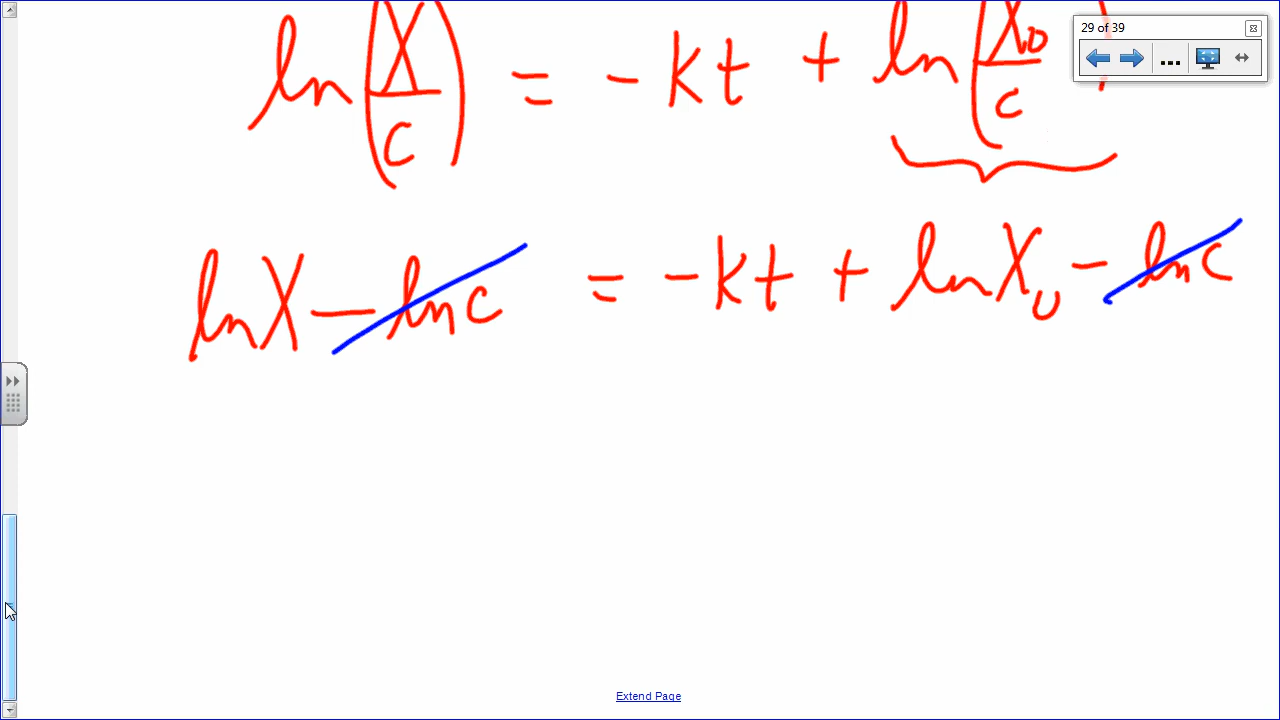 29 of 39
ln(X/c) = -kt + ln(X₀/c)
lnX - lnc = -kt + lnX₀ - lnc
Extend Page